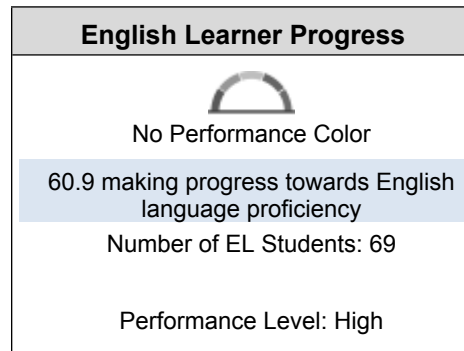 English Learner Progress
No Performance Color
60.9 making progress towards English
language proficiency
Number of EL Students: 69
Performance Level: High